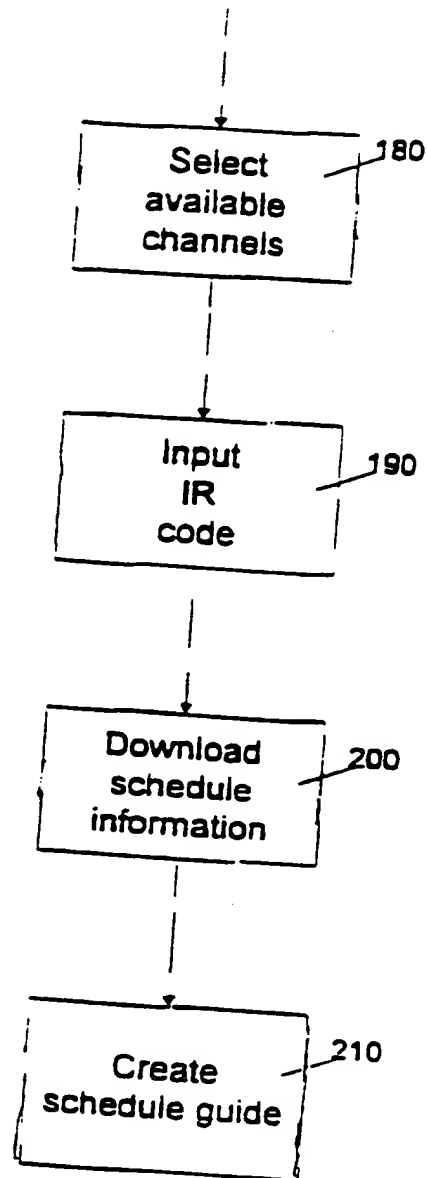 Select
available
channels
180
Input
IR
code
190
Download
schedule
information
200
Create
schedule guide
210